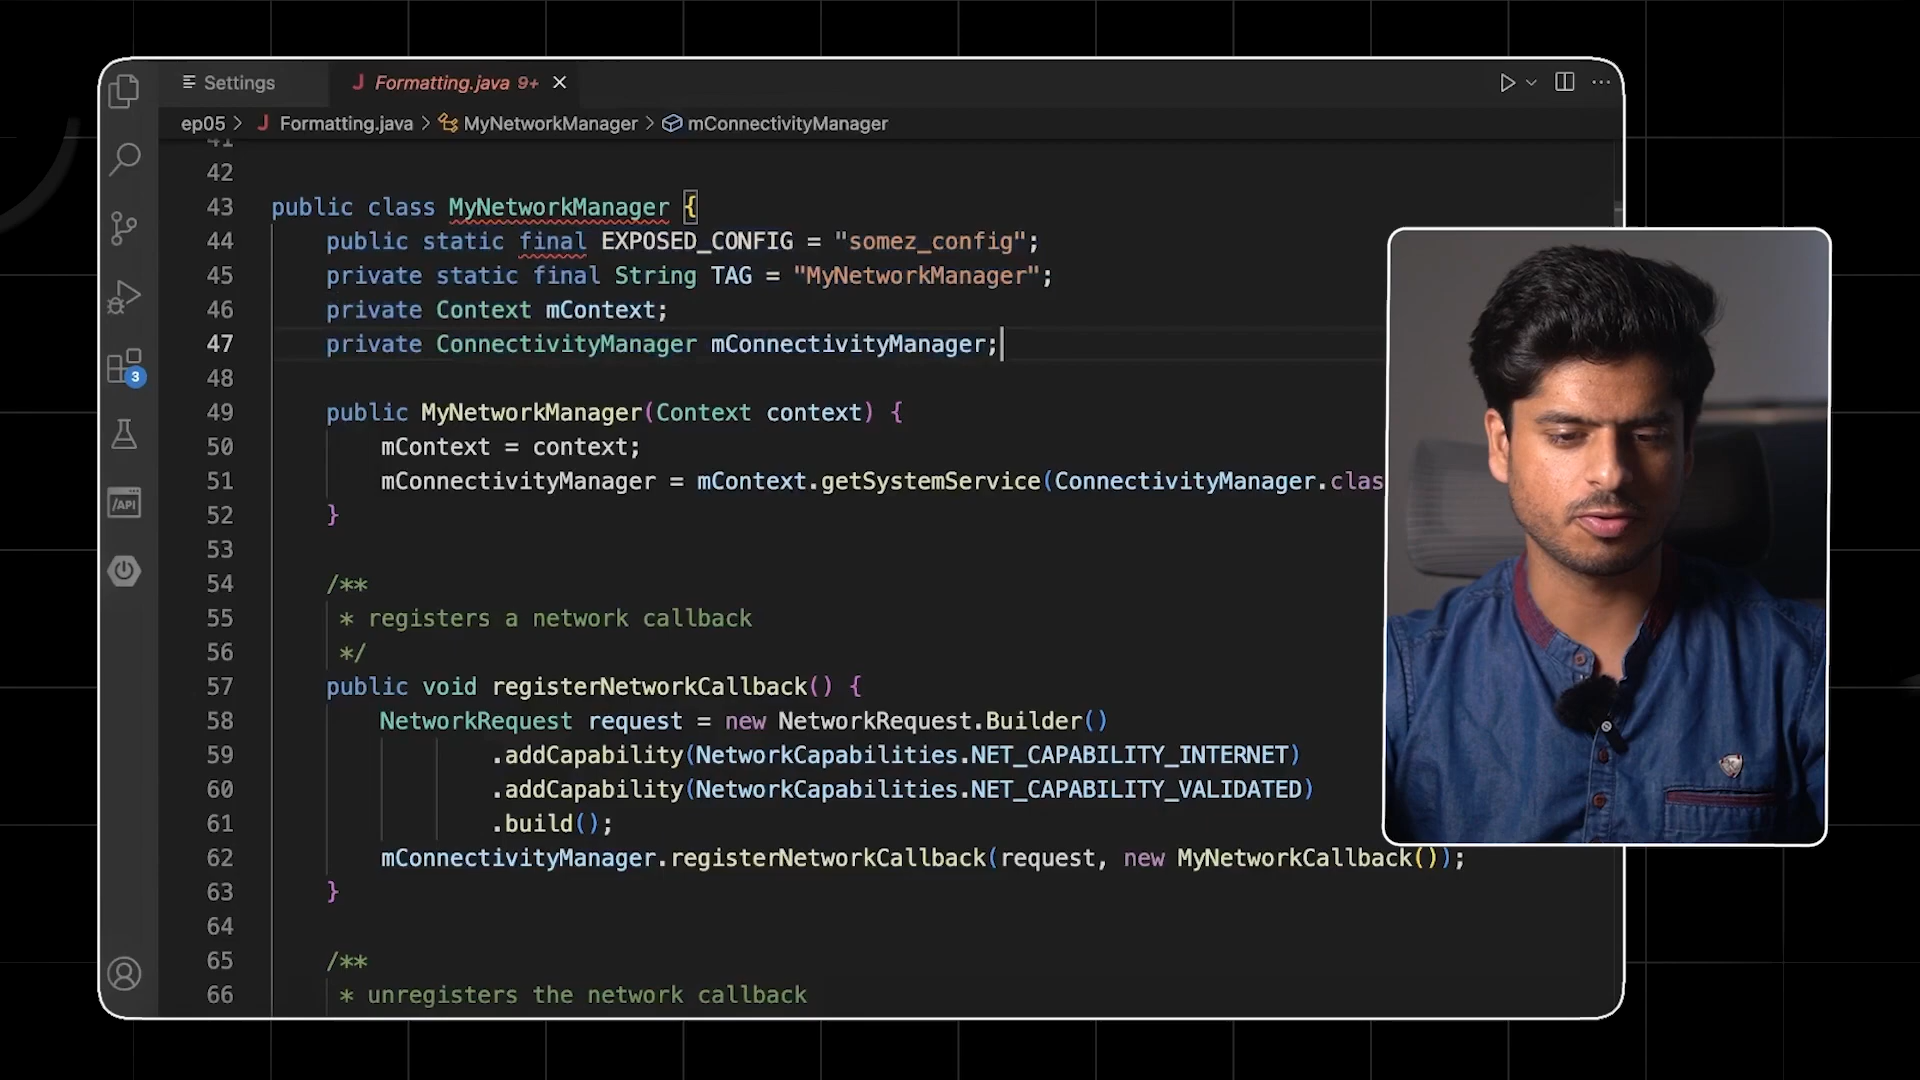 Settings
J Formatting.java 9+
ep05 > J Formatting.java > MyNetworkManager > mConnectivityManager
41
42
43 public class MyNetworkManager {
44 public static final EXPOSED_CONFIG = "somez_config";
45 private static final String TAG = "MyNetworkManager";
46 private Context mContext;
47 private ConnectivityManager mConnectivityManager;
48
49 public MyNetworkManager(Context context) {
50 mContext = context;
51 mConnectivityManager = mContext.getSystemService(ConnectivityManager.clas
52 }
53
54 /**
55 * registers a network callback
56 */
57 public void registerNetworkCallback() {
58 NetworkRequest request = new NetworkRequest.Builder()
59 .addCapability(NetworkCapabilities.NET_CAPABILITY_INTERNET)
60 .addCapability(NetworkCapabilities.NET_CAPABILITY_VALIDATED)
61 .build();
62 mConnectivityManager.registerNetworkCallback(request, new MyNetworkCallback());
63 }
64
65 /**
66 * unregisters the network callback
3
/API